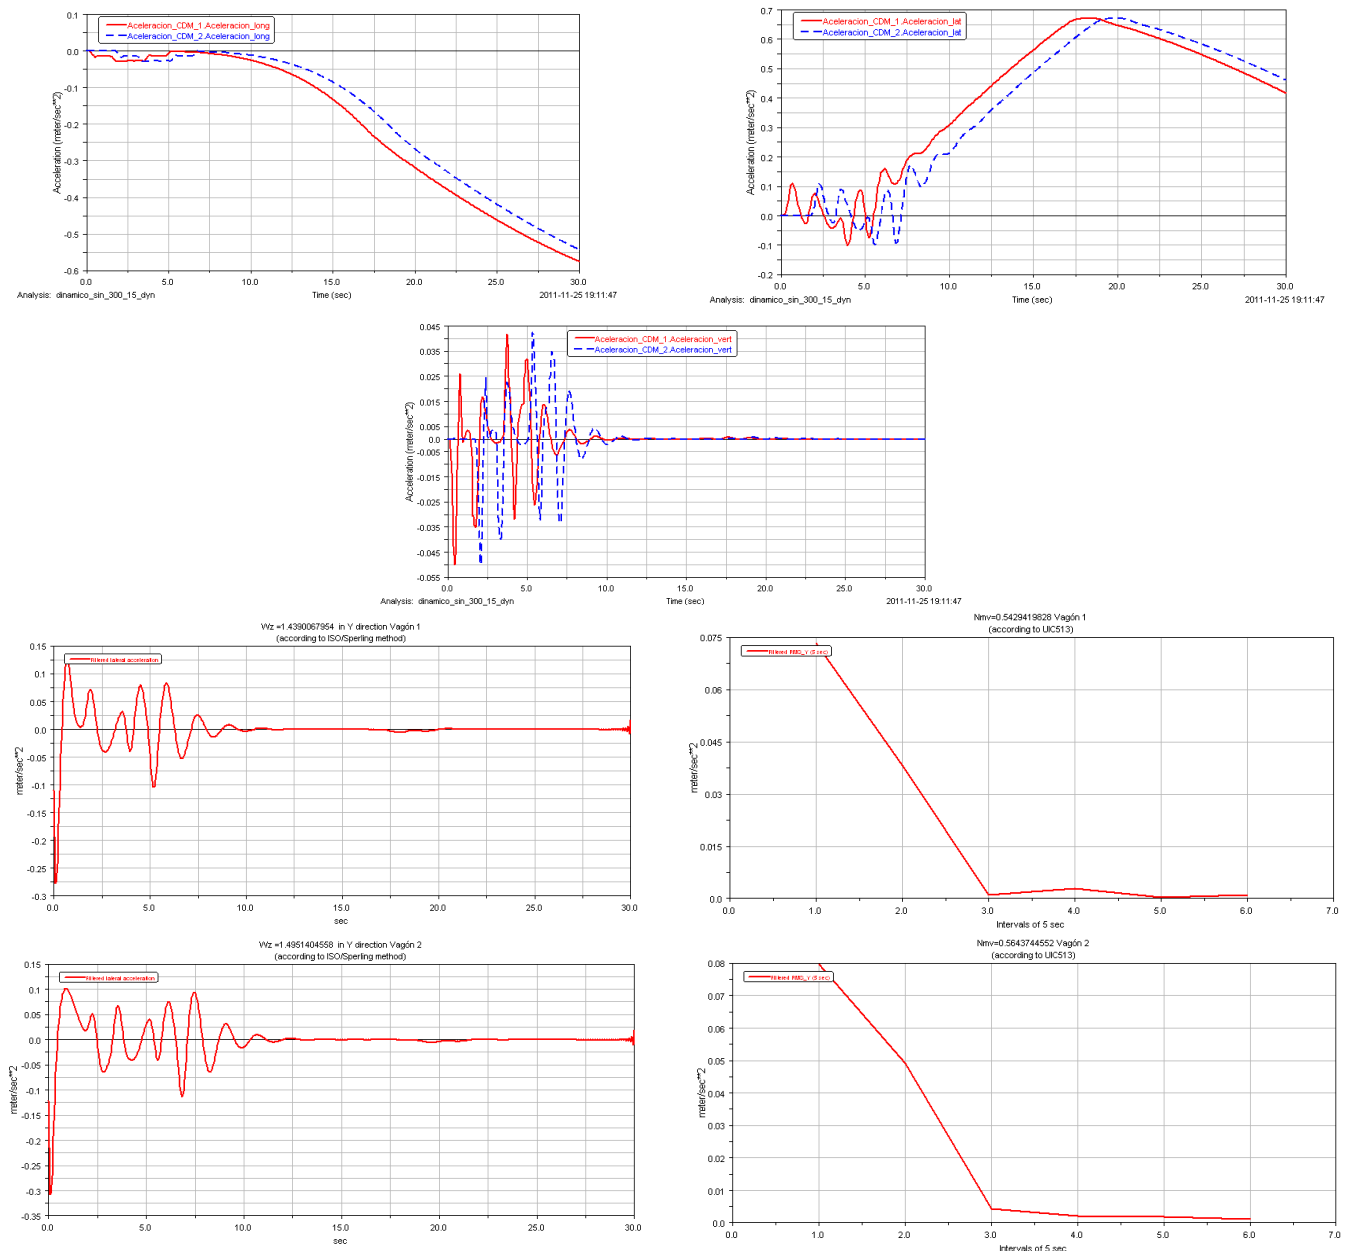 Aceleracion_CDM_1.Aceleracion_long
Aceleracion_CDM_2.Aceleracion_long
Acceleration (meter/sec**2)
0.1
0.0
-0.1
-0.2
-0.3
-0.4
-0.5
-0.6
0.0 5.0 10.0 15.0 20.0 25.0 30.0
Analysis: dinamico_sin_300_15_dyn Time (sec) 2011-11-25 19:11:47
Aceleracion_CDM_1.Aceleracion_lat
Aceleracion_CDM_2.Aceleracion_lat
Acceleration (meter/sec**2)
0.7
0.6
0.5
0.4
0.3
0.2
0.1
0.0
-0.1
-0.2
0.0 5.0 10.0 15.0 20.0 25.0 30.0
Analysis: dinamico_sin_300_15_dyn Time (sec) 2011-11-25 19:11:47
Aceleracion_CDM_1.Aceleracion_vert
Aceleracion_CDM_2.Aceleracion_vert
Acceleration (meter/sec**2)
0.045
0.035
0.025
0.015
0.005
0.0
-0.005
-0.015
-0.025
-0.035
-0.045
-0.055
0.0 5.0 10.0 15.0 20.0 25.0 30.0
Analysis: dinamico_sin_300_15_dyn Time (sec) 2011-11-25 19:11:47
Wz =1.4390067954 in Y direction Vagón 1
(according to ISO/Sperling method)
Filtered lateral acceleration
meter/sec**2
0.15
0.1
0.05
0.0
-0.05
-0.1
-0.15
-0.2
-0.25
-0.3
0.0 5.0 10.0 15.0 20.0 25.0 30.0
sec
Nmv=0.5429419828 Vagón 1
(according to UIC513)
Filtered RMS_Y (5 sec)
meter/sec**2
0.075
0.06
0.045
0.03
0.015
0.0
0.0 1.0 2.0 3.0 4.0 5.0 6.0 7.0
Intervals of 5 sec
Wz =1.4951404558 in Y direction Vagón 2
(according to ISO/Sperling method)
Filtered lateral acceleration
meter/sec**2
0.15
0.1
0.05
0.0
-0.05
-0.1
-0.15
-0.2
-0.25
-0.3
-0.35
0.0 5.0 10.0 15.0 20.0 25.0 30.0
sec
Nmv=0.5643744552 Vagón 2
(according to UIC513)
Filtered RMS_Y (5 sec)
meter/sec**2
0.08
0.07
0.06
0.05
0.04
0.03
0.02
0.01
0.0
0.0 1.0 2.0 3.0 4.0 5.0 6.0 7.0
Intervals of 5 sec